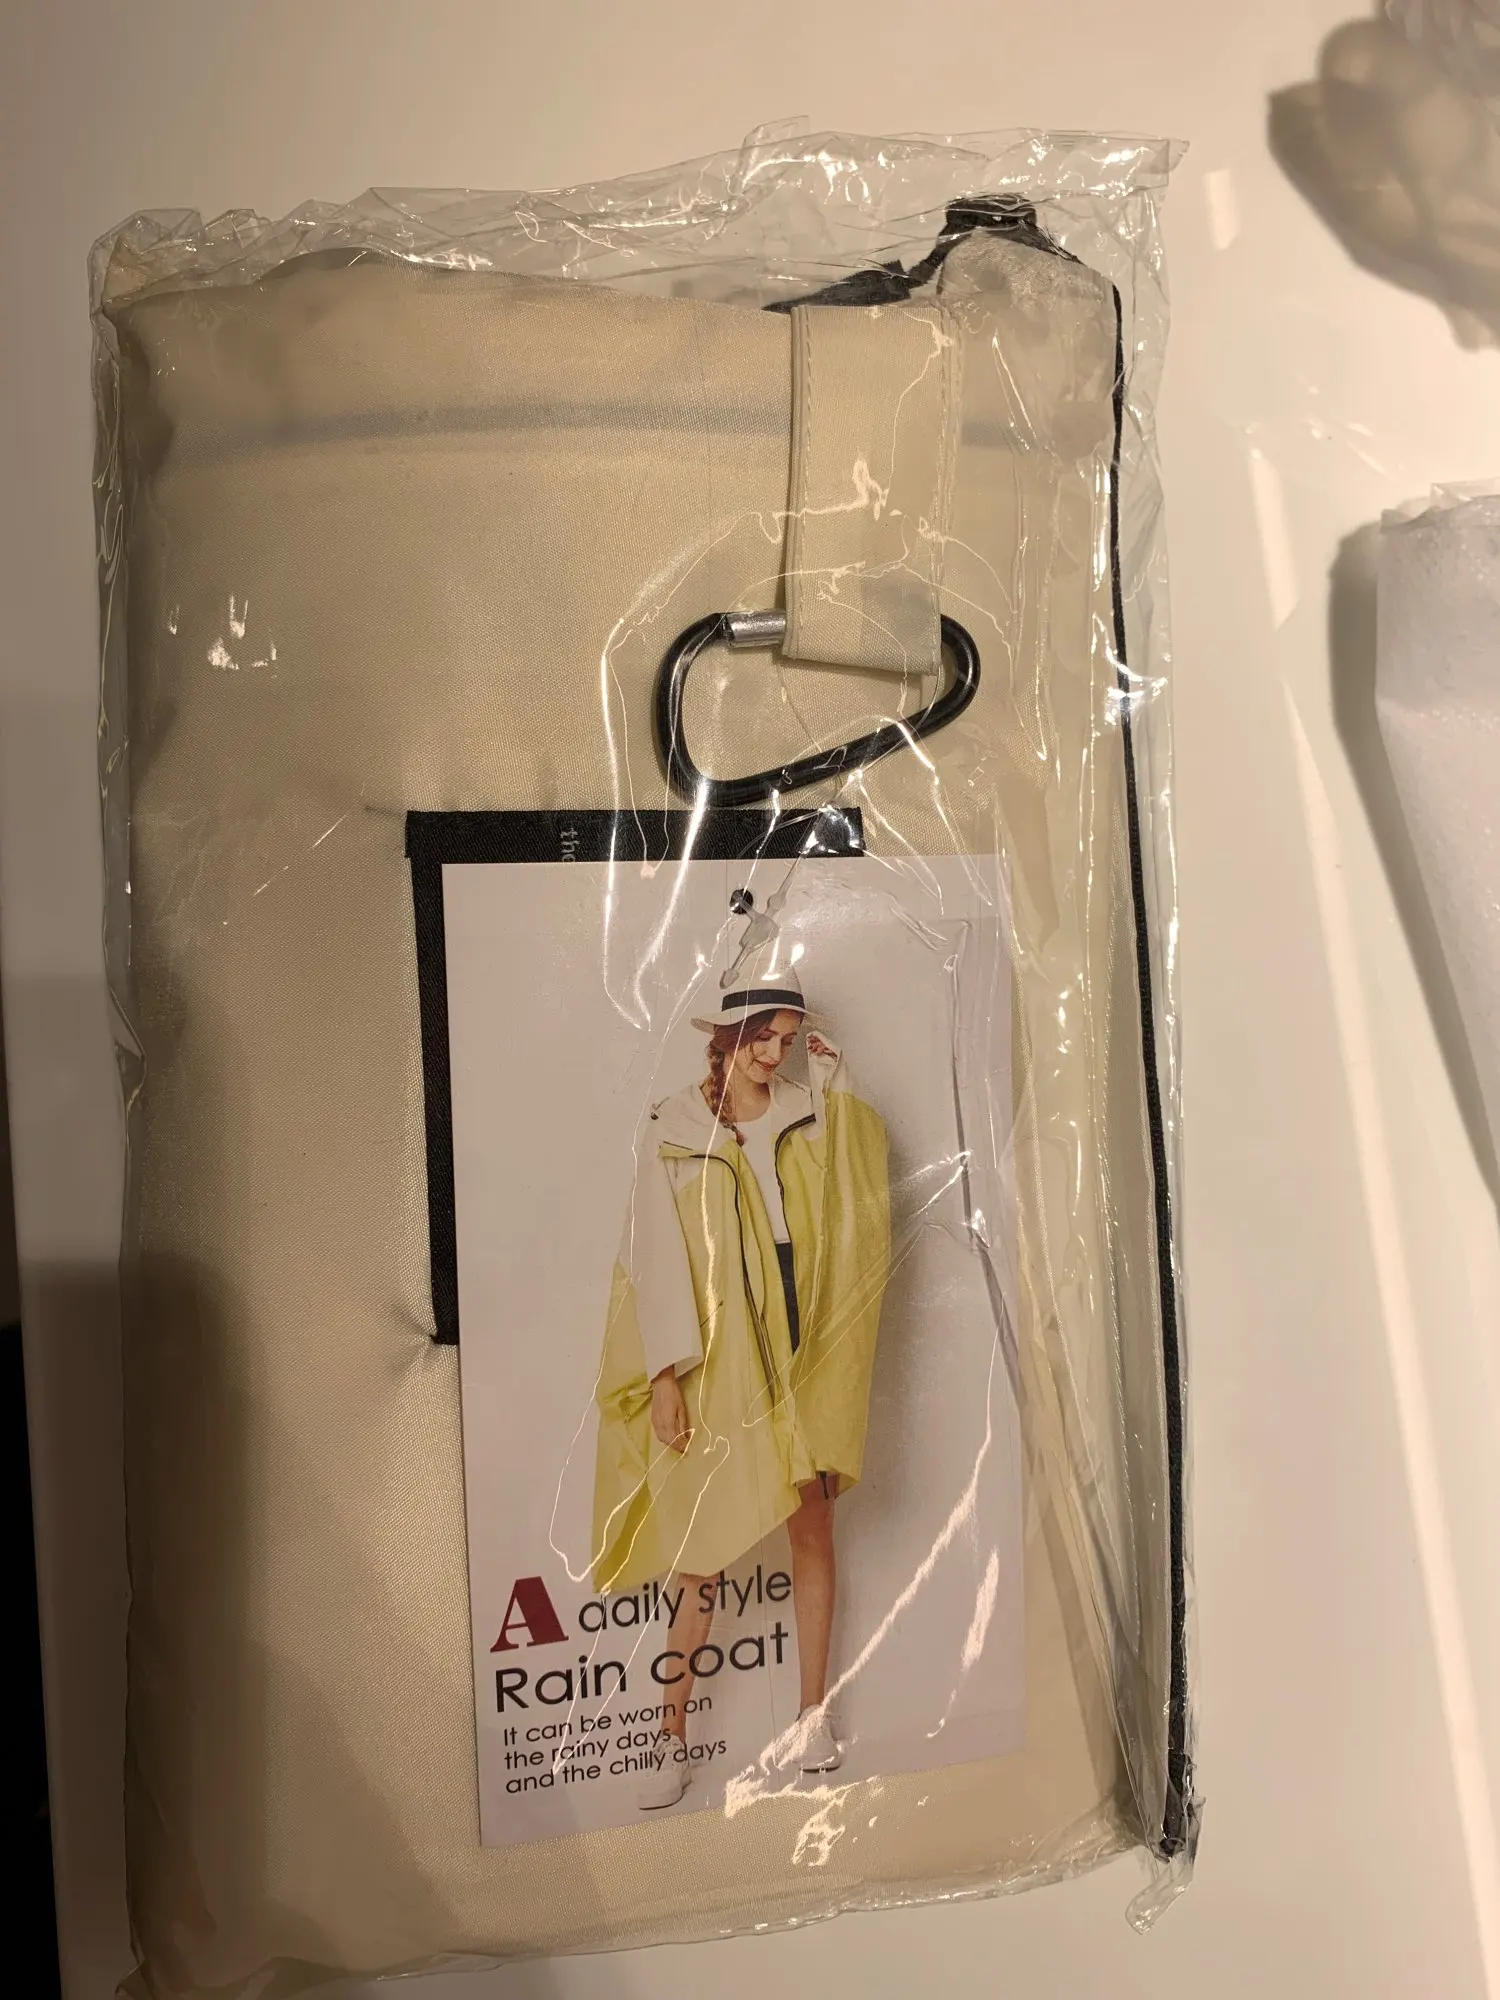 A daily style
Rain coat
It can be worn on
the rainy days
and the chilly days